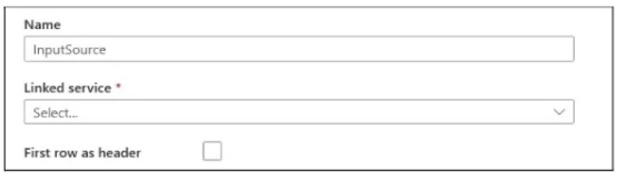 Name
InputSource
Linked service *
Select...
First row as header